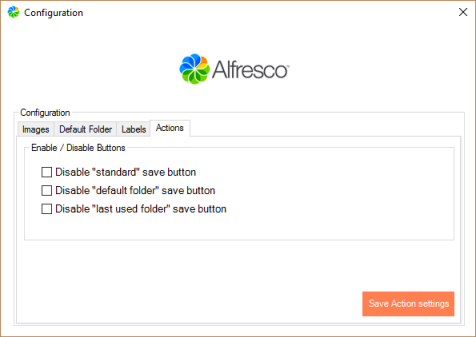 Configuration
Alfresco
Configuration
Images Default Folder Labels Actions
Enable / Disable Buttons
Disable "standard" save button
Disable "default folder" save button
Disable "last used folder" save button
Save Action settings